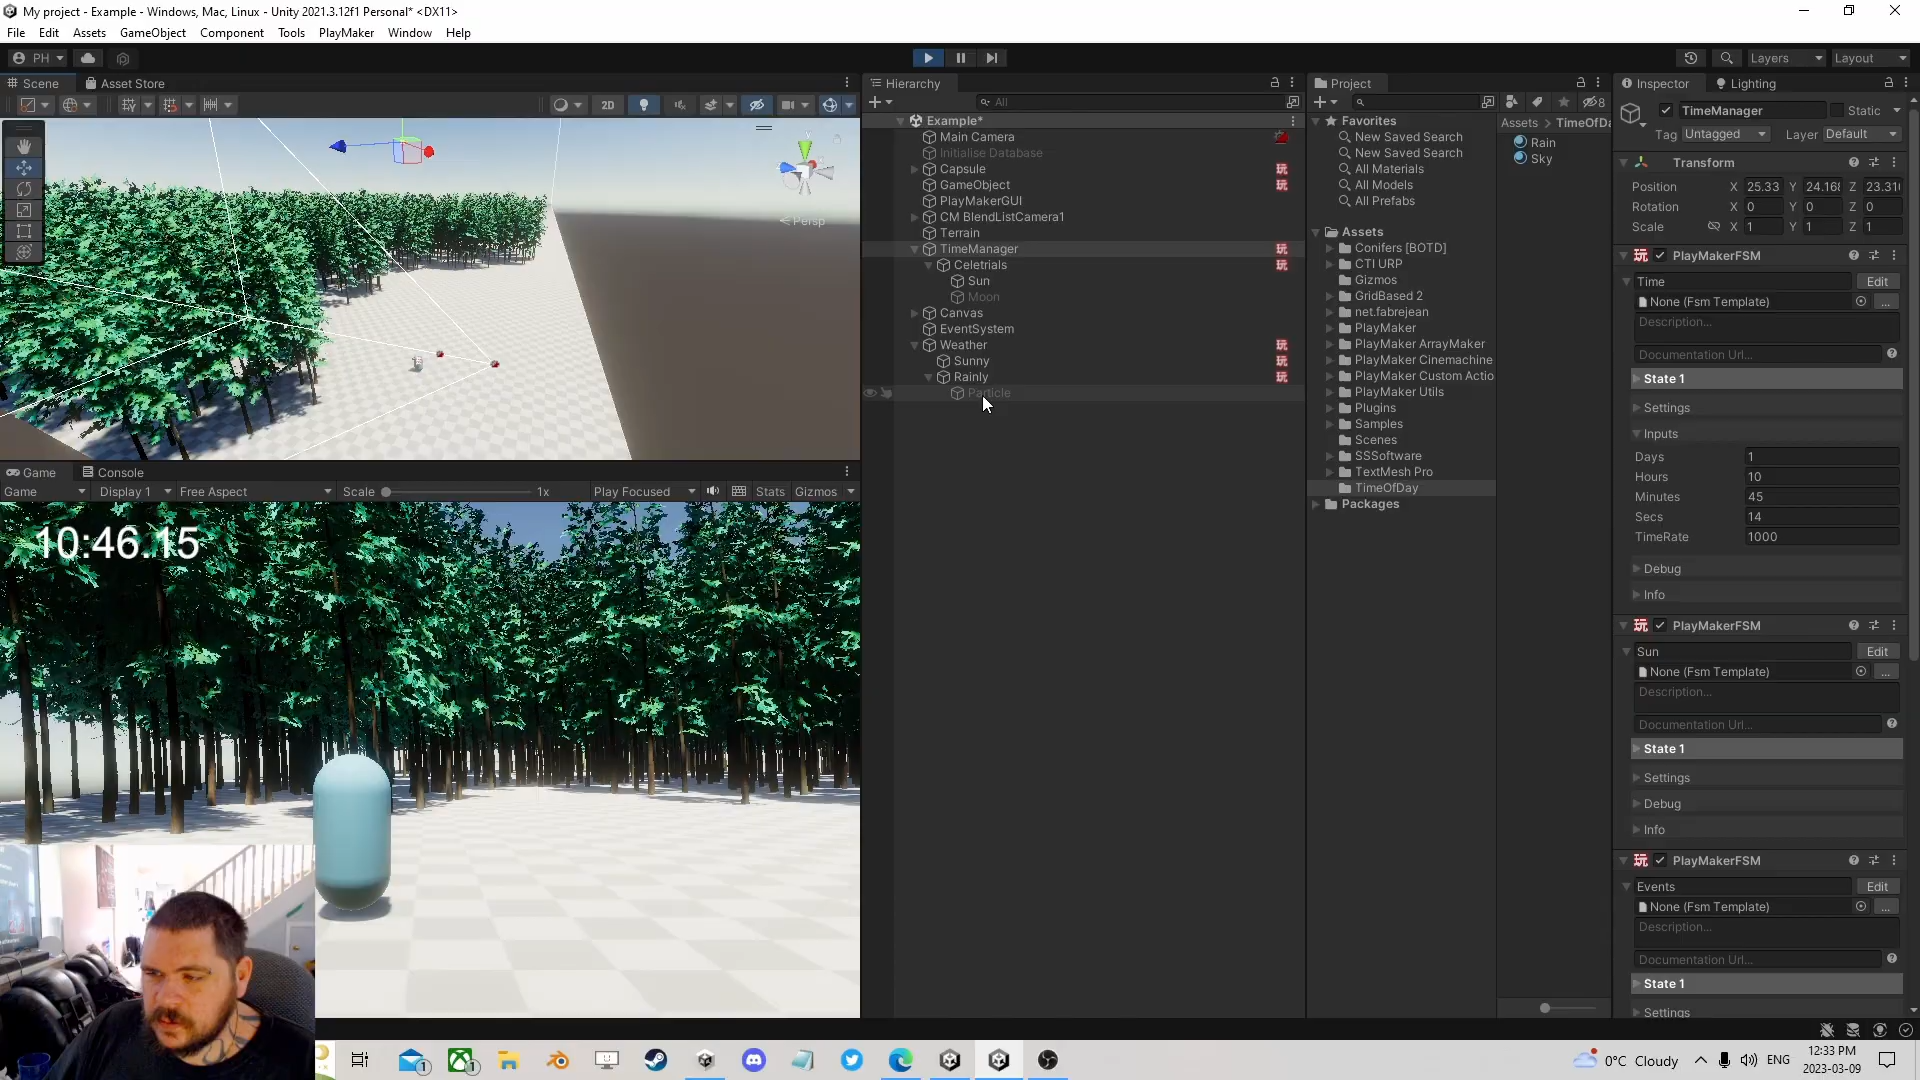 My project - Example - Windows, Mac, Linux - Unity 2021.3.12f1 Personal* <DX11>
File Edit Assets GameObject Component Tools PlayMaker Window Help
PH
Layers Layout
Scene Asset Store
2D
Persp
Game Console
Game Display 1 Free Aspect Scale 1x Play Focused Stats Gizmos
10:46.15
Hierarchy
All
Example*
Main Camera
Initialise Database
Capsule
GameObject
PlayMakerGUI
CM BlendListCamera1
Terrain
TimeManager
Celetrials
Sun
Moon
Canvas
EventSystem
Weather
Sunny
Rainly
Particle
Project
8
Favorites
New Saved Search
New Saved Search
All Materials
All Models
All Prefabs
Assets
Conifers [BOTD]
CTI URP
Gizmos
GridBased 2
net.fabrejean
PlayMaker
PlayMaker ArrayMaker
PlayMaker Cinemachine
PlayMaker Custom Actio
PlayMaker Utils
Plugins
Samples
Scenes
SSSoftware
TextMesh Pro
TimeOfDay
Packages
Assets > TimeOfDa
Rain
Sky
Inspector Lighting
TimeManager Static
Tag Untagged Layer Default
Transform
Position X 25.33 Y 24.168 Z 23.310
Rotation X 0 Y 0 Z 0
Scale X 1 Y 1 Z 1
PlayMakerFSM
Time Edit
None (Fsm Template) ...
Description...
Documentation Url...
State 1
Settings
Inputs
Days 1
Hours 10
Minutes 45
Secs 14
TimeRate 1000
Debug
Info
PlayMakerFSM
Sun Edit
None (Fsm Template) ...
Description...
Documentation Url...
State 1
Settings
Debug
Info
PlayMakerFSM
Events Edit
None (Fsm Template) ...
Description...
Documentation Url...
State 1
Settings
1 1 0°C Cloudy ENG 12:33 PM
2023-03-09